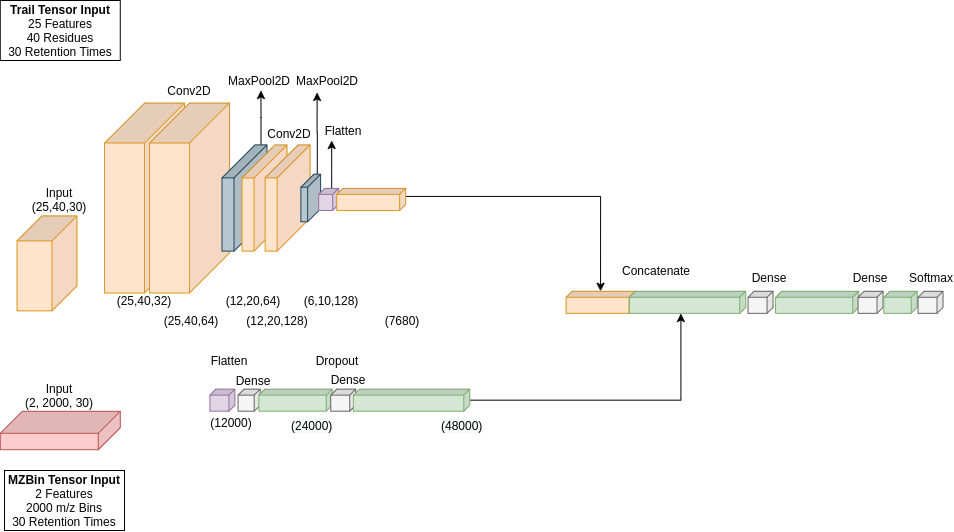 Trail Tensor Input
25 Features
40 Residues
30 Retention Times
MaxPool2D
MaxPool2D
Conv2D
Conv2D
Flatten
Input
(25,40,30)
Concatenate
Dense
Dense
Softmax
(25,40,32)
(12,20,64)
(6,10,128)
(25,40,64)
(12,20,128)
(7680)
Flatten
Dropout
Dense
Dense
Input
(2, 2000, 30)
(12000)
(24000)
(48000)
MZBin Tensor Input
2 Features
2000 m/z Bins
30 Retention Times